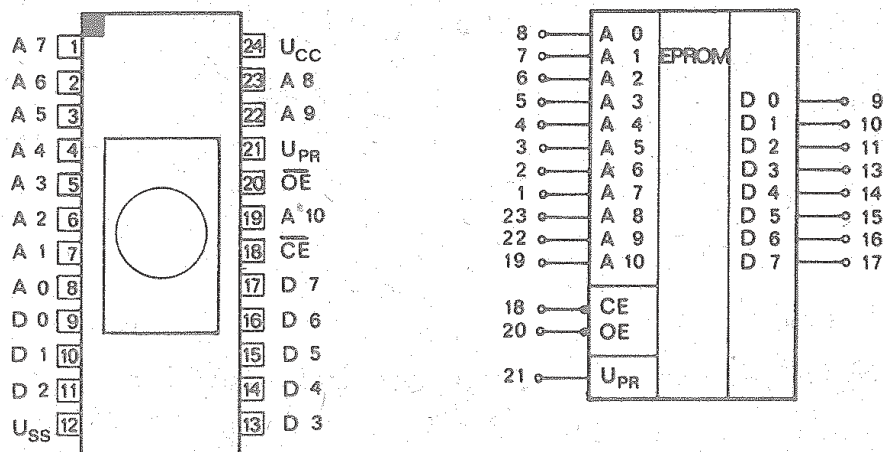 A 7 1 24 U_CC
A 6 2 23 A 8
A 5 3 22 A 9
A 4 4 21 U_PR
A 3 5 20 O̅E̅
A 2 6 19 A 10
A 1 7 18 C̅E̅
A 0 8 17 D 7
D 0 9 16 D 6
D 1 10 15 D 5
D 2 11 14 D 4
U_SS 12 13 D 3
8 A 0
7 A 1 EPROM
6 A 2
5 A 3 D 0 9
4 A 4 D 1 10
3 A 5 D 2 11
2 A 6 D 3 13
1 A 7 D 4 14
23 A 8 D 5 15
22 A 9 D 6 16
19 A 10 D 7 17
18 CE
20 OE
21 U_PR